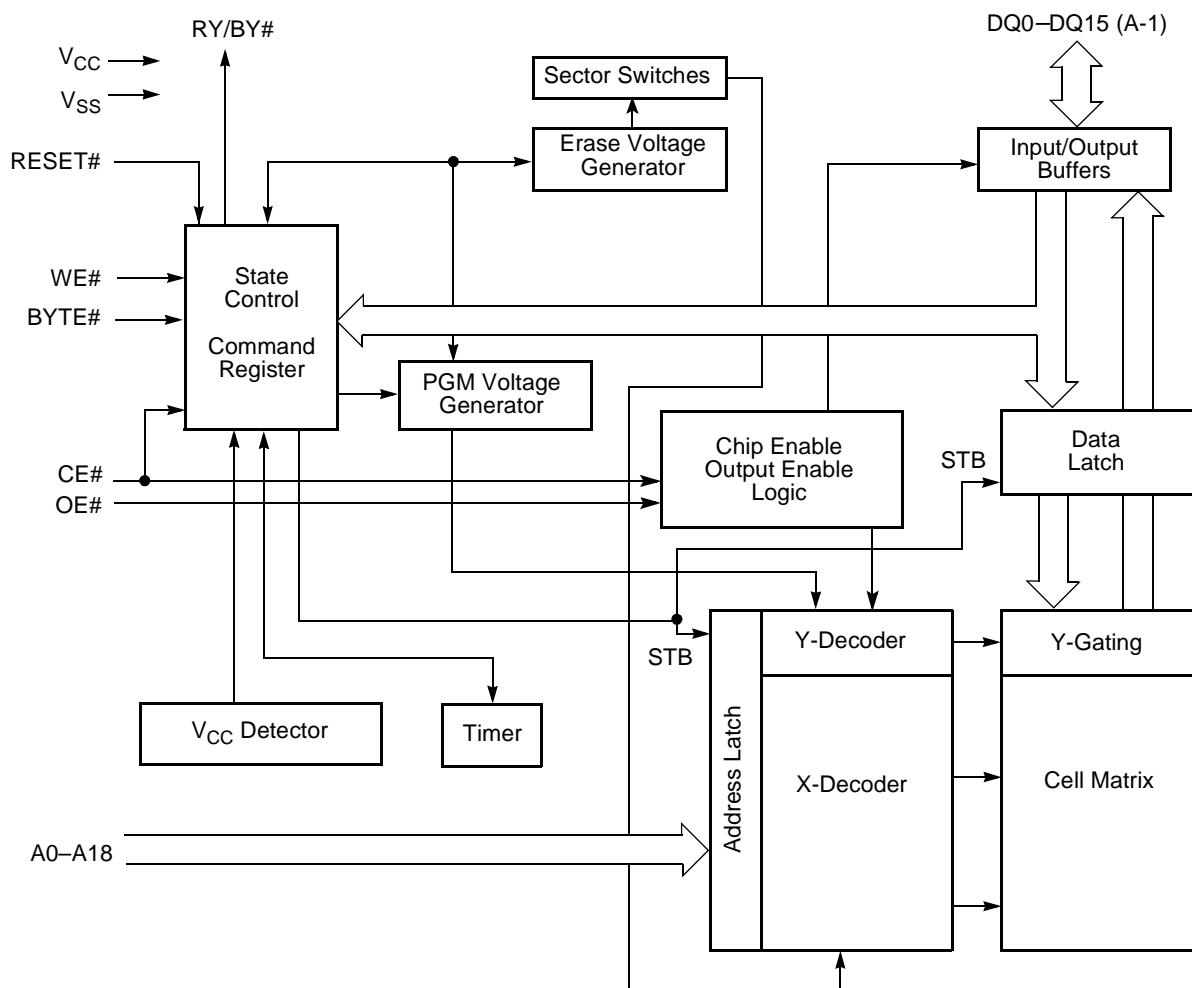 RY/BY#
DQ0–DQ15 (A-1)
VCC
VSS
Sector Switches
RESET#
Erase Voltage
Generator
Input/Output
Buffers
WE#
BYTE#
State
Control
Command
Register
PGM Voltage
Generator
CE#
OE#
Chip Enable
Output Enable
Logic
STB
Data
Latch
STB
Y-Decoder
Y-Gating
VCC Detector
Timer
Address Latch
X-Decoder
Cell Matrix
A0–A18